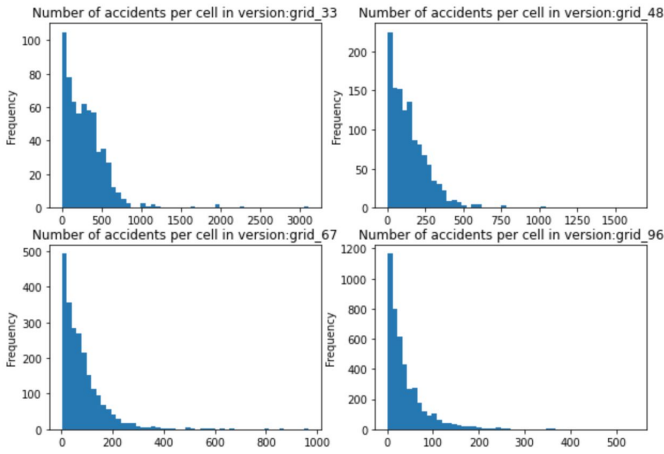 Number of accidents per cell in version:grid_33
Frequency
100
80
60
40
20
0
0 500 1000 1500 2000 2500 3000
Number of accidents per cell in version:grid_48
Frequency
200
150
100
50
0
0 250 500 750 1000 1250 1500
Number of accidents per cell in version:grid_67
Frequency
500
400
300
200
100
0
0 200 400 600 800 1000
Number of accidents per cell in version:grid_96
Frequency
1200
1000
800
600
400
200
0
0 100 200 300 400 500